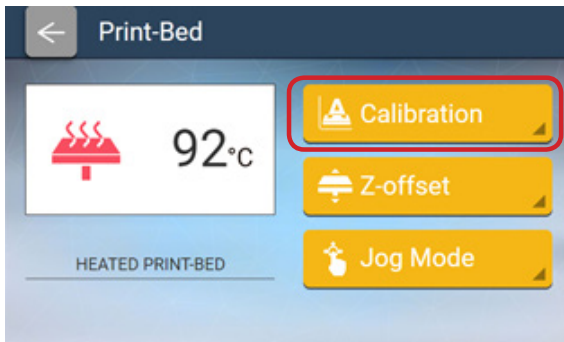 Print-Bed
92°C
HEATED PRINT-BED
Calibration
Z-offset
Jog Mode